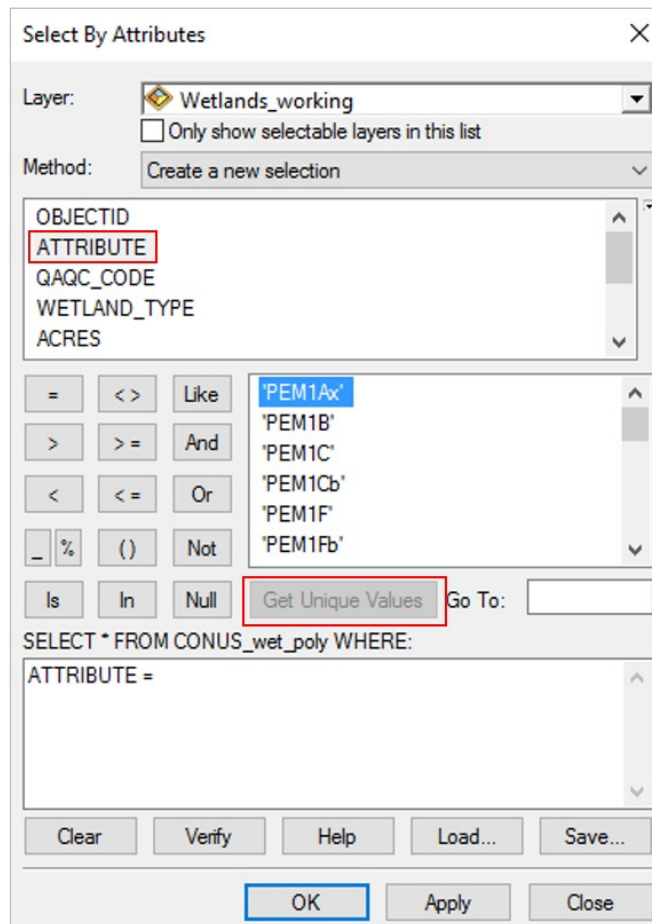 Select By Attributes
Layer: Wetlands_working
Only show selectable layers in this list
Method: Create a new selection
OBJECTID
ATTRIBUTE
QAQC_CODE
WETLAND_TYPE
ACRES
= < > Like
> > = And
< < = Or
_ % ( ) Not
Is In Null
'PEM1Ax'
'PEM1B'
'PEM1C'
'PEM1Cb'
'PEM1F'
'PEM1Fb'
Get Unique Values Go To:
SELECT * FROM CONUS_wet_poly WHERE:
ATTRIBUTE =
Clear Verify Help Load... Save...
OK Apply Close